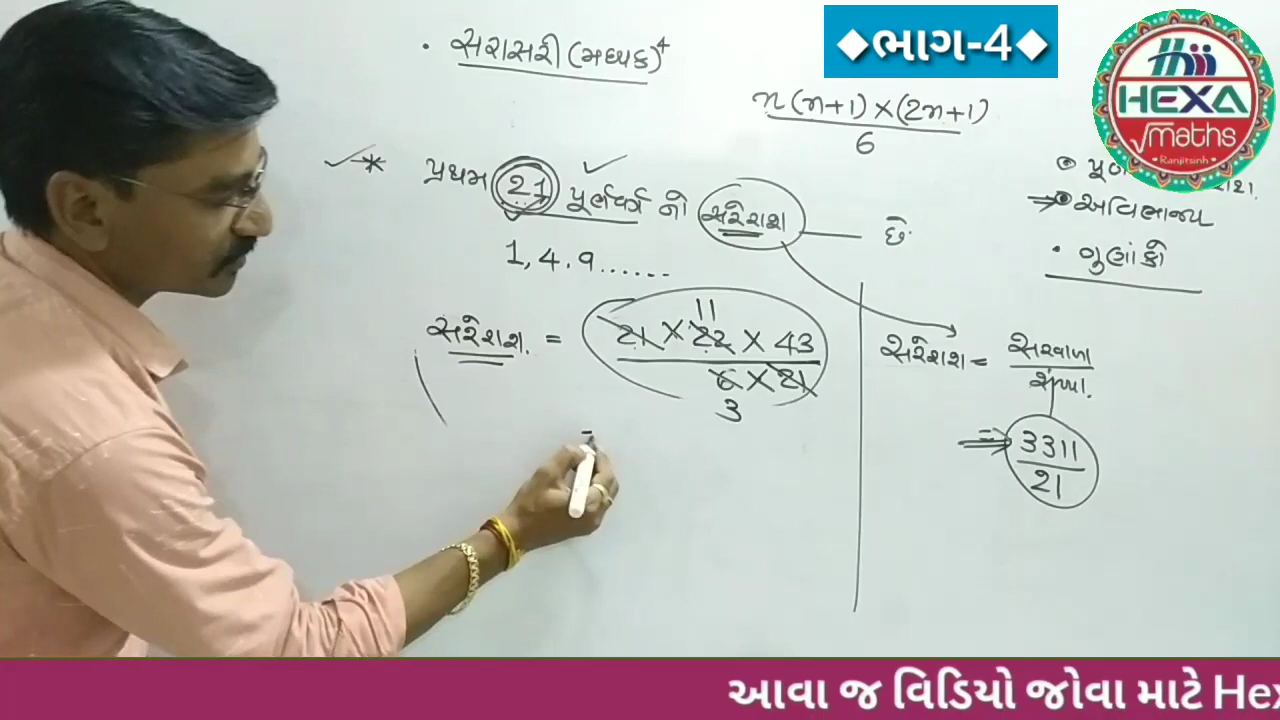 • સરાસરી (મધ્યક) 4
◆ભાગ-4◆
HEXA
√maths
• Ranjitsinh •
n(n+1)×(2n+1)
6
* પ્રથમ 21 પૂર્ણવર્ગ નો સરેરાશ — છે.
1, 4, 9......
અવિભાજ્ય
• ગુણાંકો
11
સરેરાશ = 21 × 22 × 43
6 × 21
3
=
સરેરાશ = સરવાળા
સંખ્યા.
= 3311
21
આવા જ વિડિયો જોવા માટે Hex